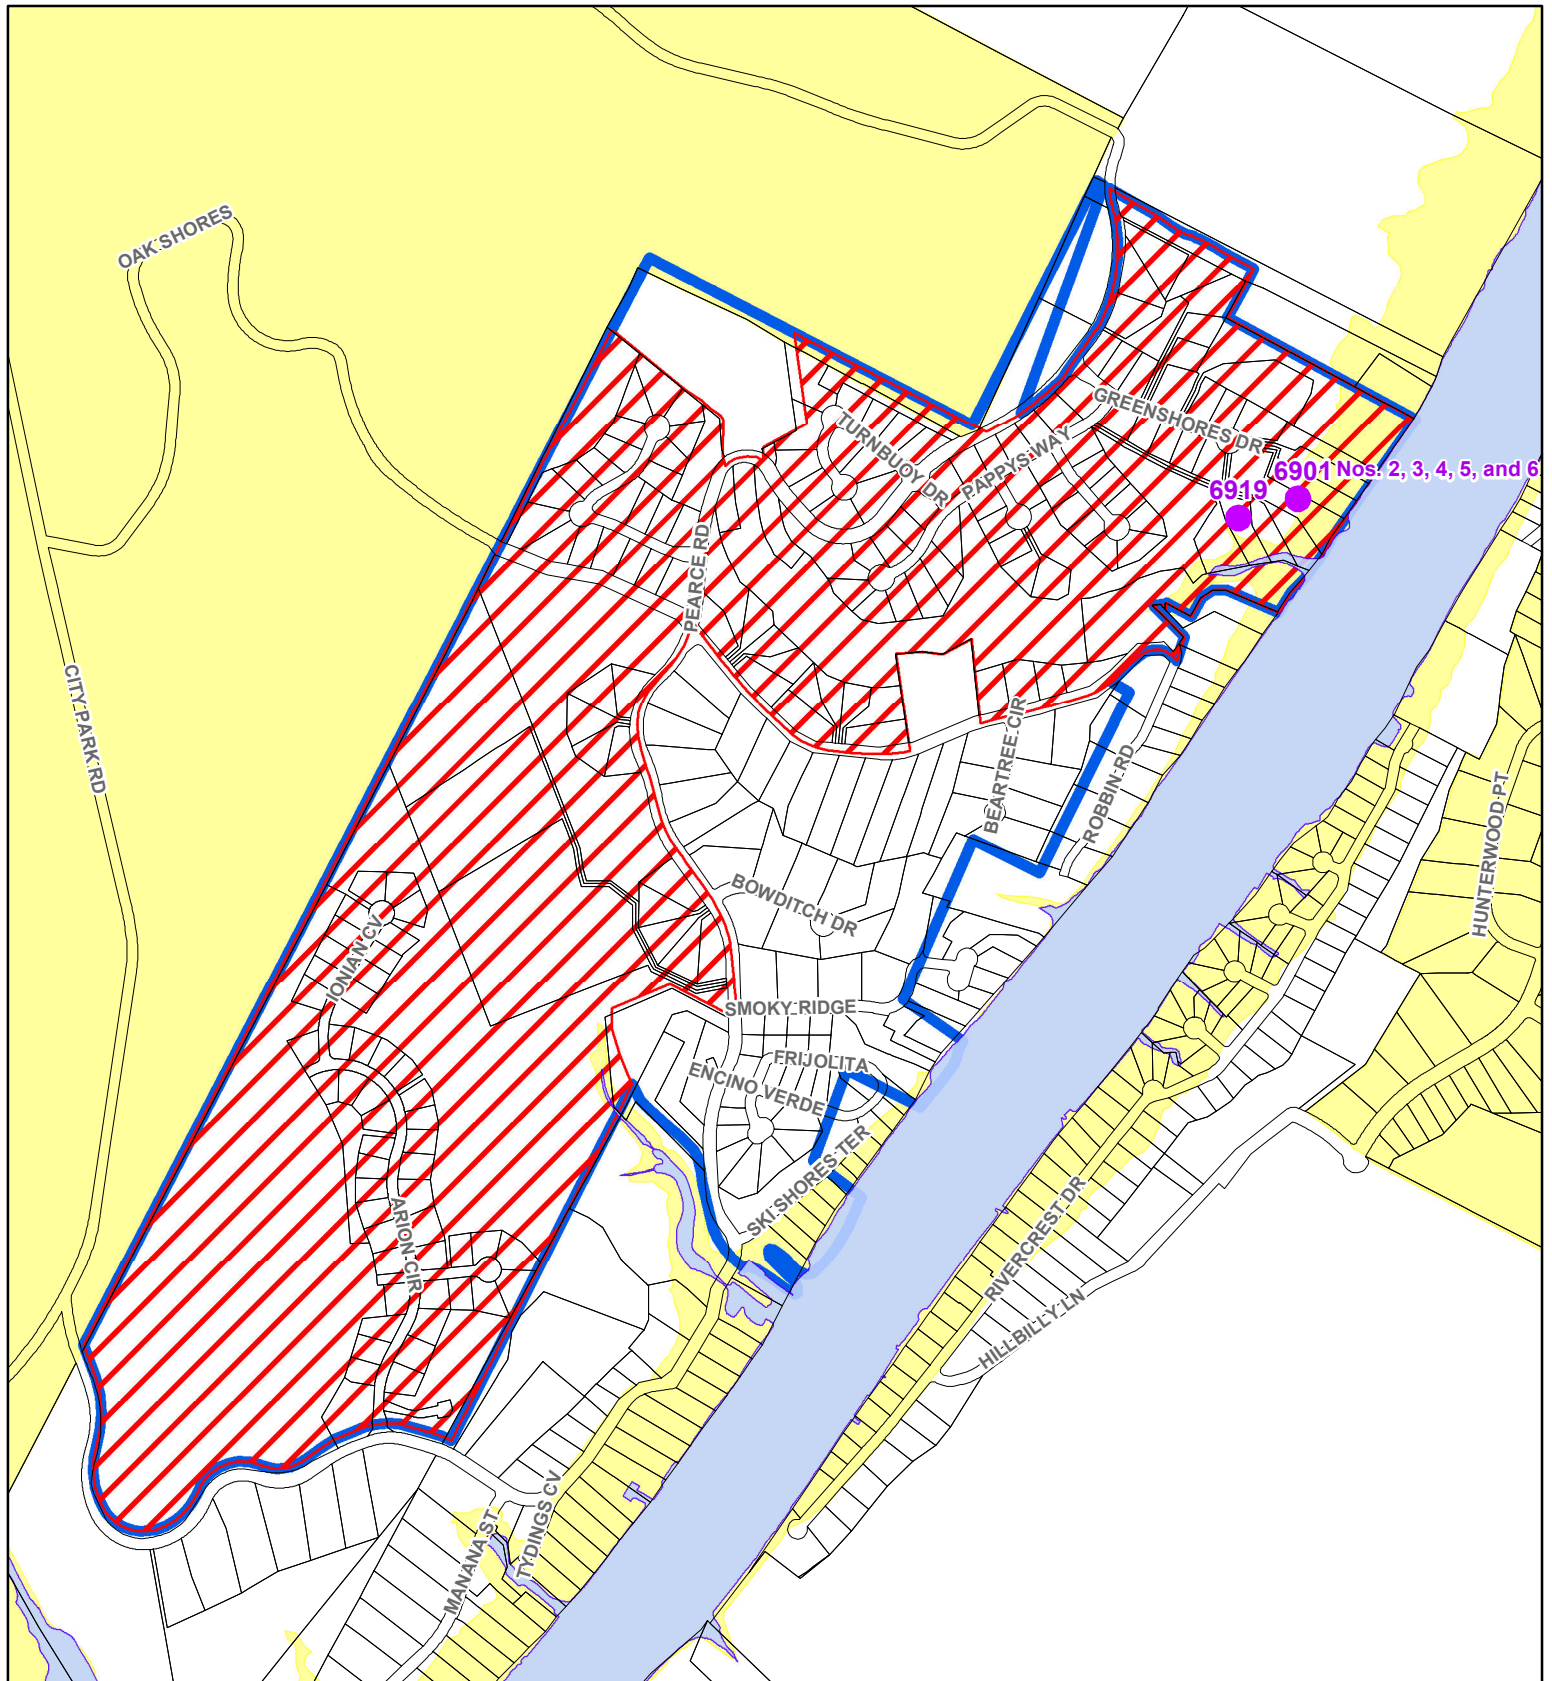 OAK SHORES
GREENSHORES DR
TURNBUOY DR
PAPPYS WAY
6901 Nos. 2, 3, 4, 5, and 6
6919
PEARCE RD
CITY PARK RD
BEARTREE CIR
ROBBIN RD
HUNTERWOOD PT
BOWDITCH DR
IONIAN CV
SMOKY RIDGE
FRIJOLITA
ENCINO VERDE
SKI SHORES TER
ARION CIR
RIVERCREST DR
HILLBILLY LN
TYDINGS CV
MANANA ST